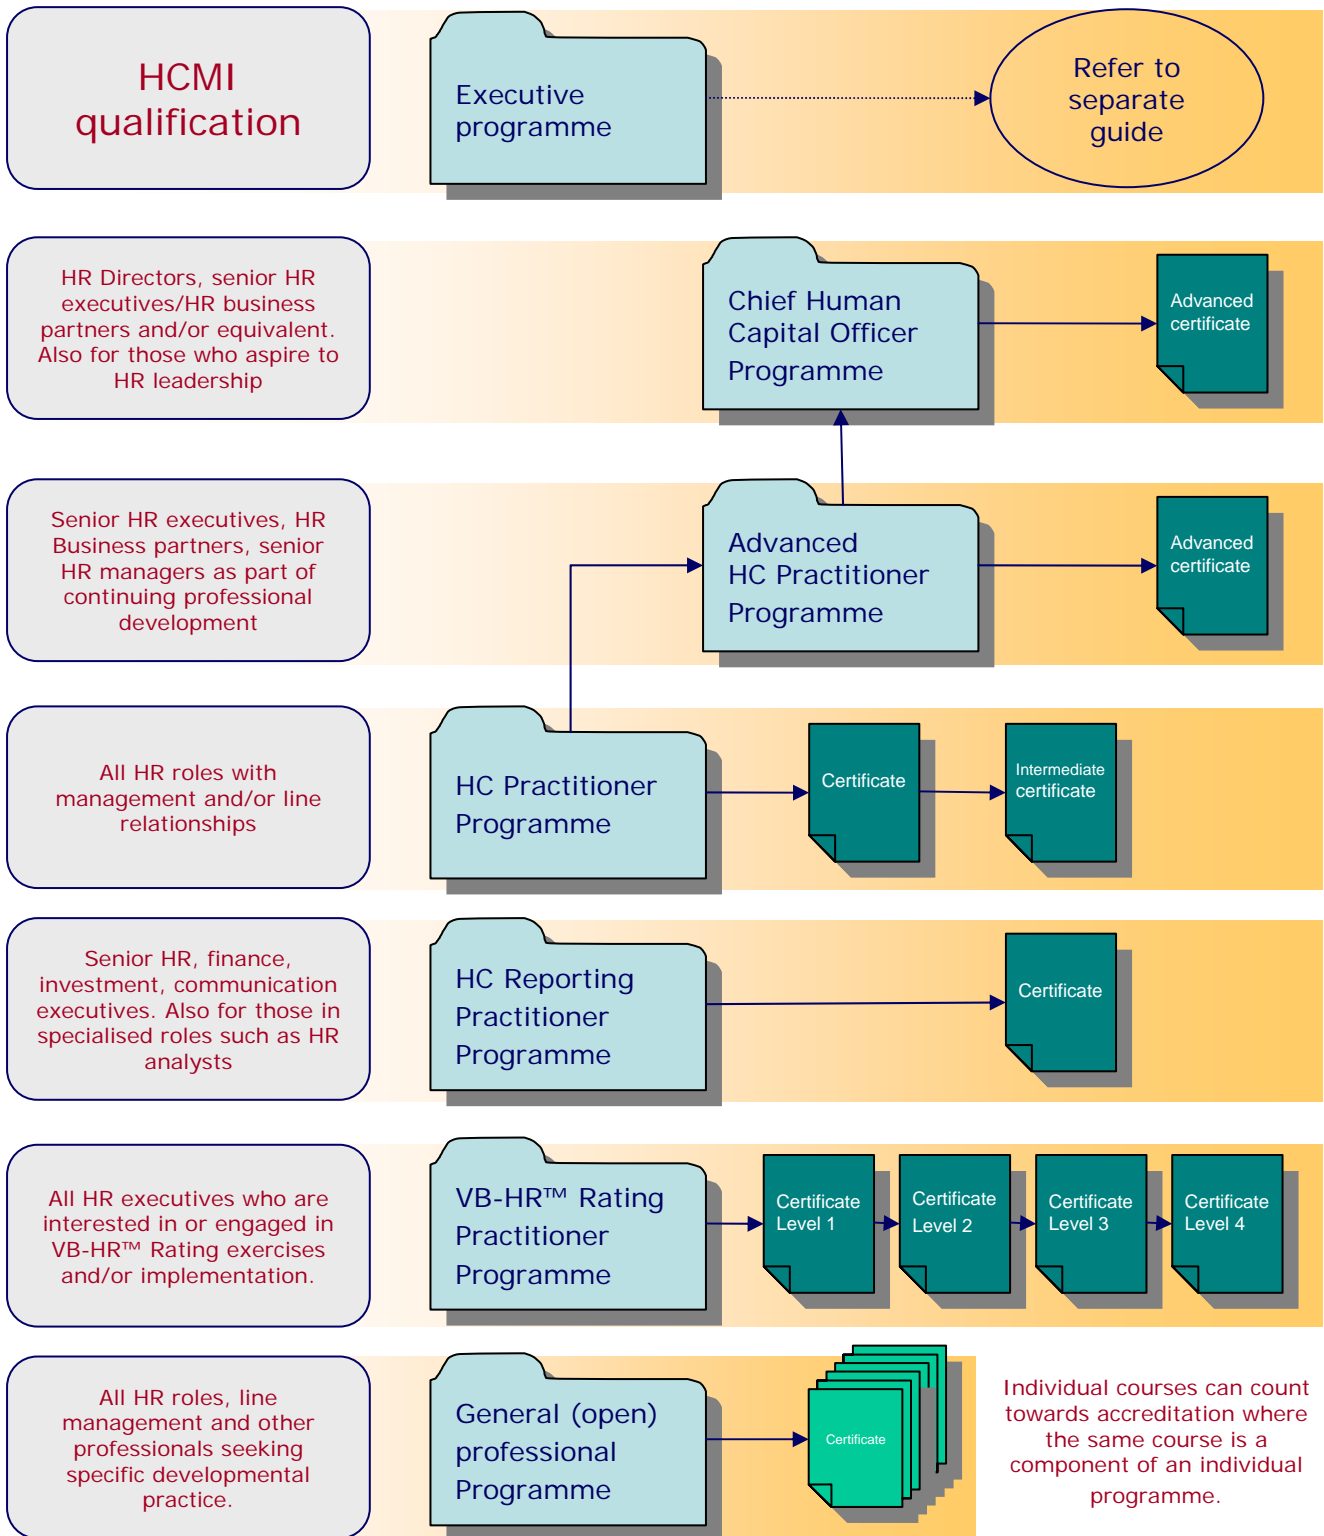 HCMI
qualification
Executive
programme
Refer to
separate
guide
HR Directors, senior HR
executives/HR business
partners and/or equivalent.
Also for those who aspire to
HR leadership
Chief Human
Capital Officer
Programme
Advanced
certificate
Senior HR executives, HR
Business partners, senior
HR managers as part of
continuing professional
development
Advanced
HC Practitioner
Programme
Advanced
certificate
All HR roles with
management and/or line
relationships
HC Practitioner
Programme
Certificate
Intermediate
certificate
Senior HR, finance,
investment, communication
executives. Also for those in
specialised roles such as HR
analysts
HC Reporting
Practitioner
Programme
Certificate
All HR executives who are
interested in or engaged in
VB-HR™ Rating exercises
and/or implementation.
VB-HR™ Rating
Practitioner
Programme
Certificate
Level 1
Certificate
Level 2
Certificate
Level 3
Certificate
Level 4
All HR roles, line
management and other
professionals seeking
specific developmental
practice.
General (open)
professional
Programme
Certificate
Individual courses can count
towards accreditation where
the same course is a
component of an individual
programme.